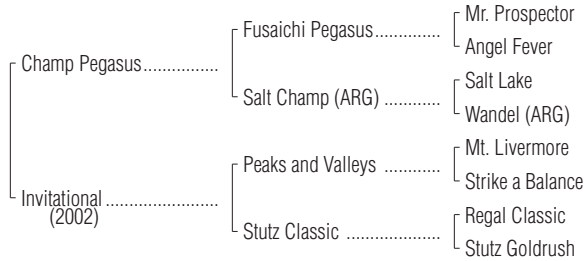 Mr. Prospector
Fusaichi Pegasus..............
Angel Fever
Champ Pegasus................
Salt Lake
Salt Champ (ARG) ............
Wandel (ARG)
Mt. Livermore
Peaks and Valleys ............
Strike a Balance
Invitational ........................
(2002)
Regal Classic
Stutz Classic ....................
Stutz Goldrush